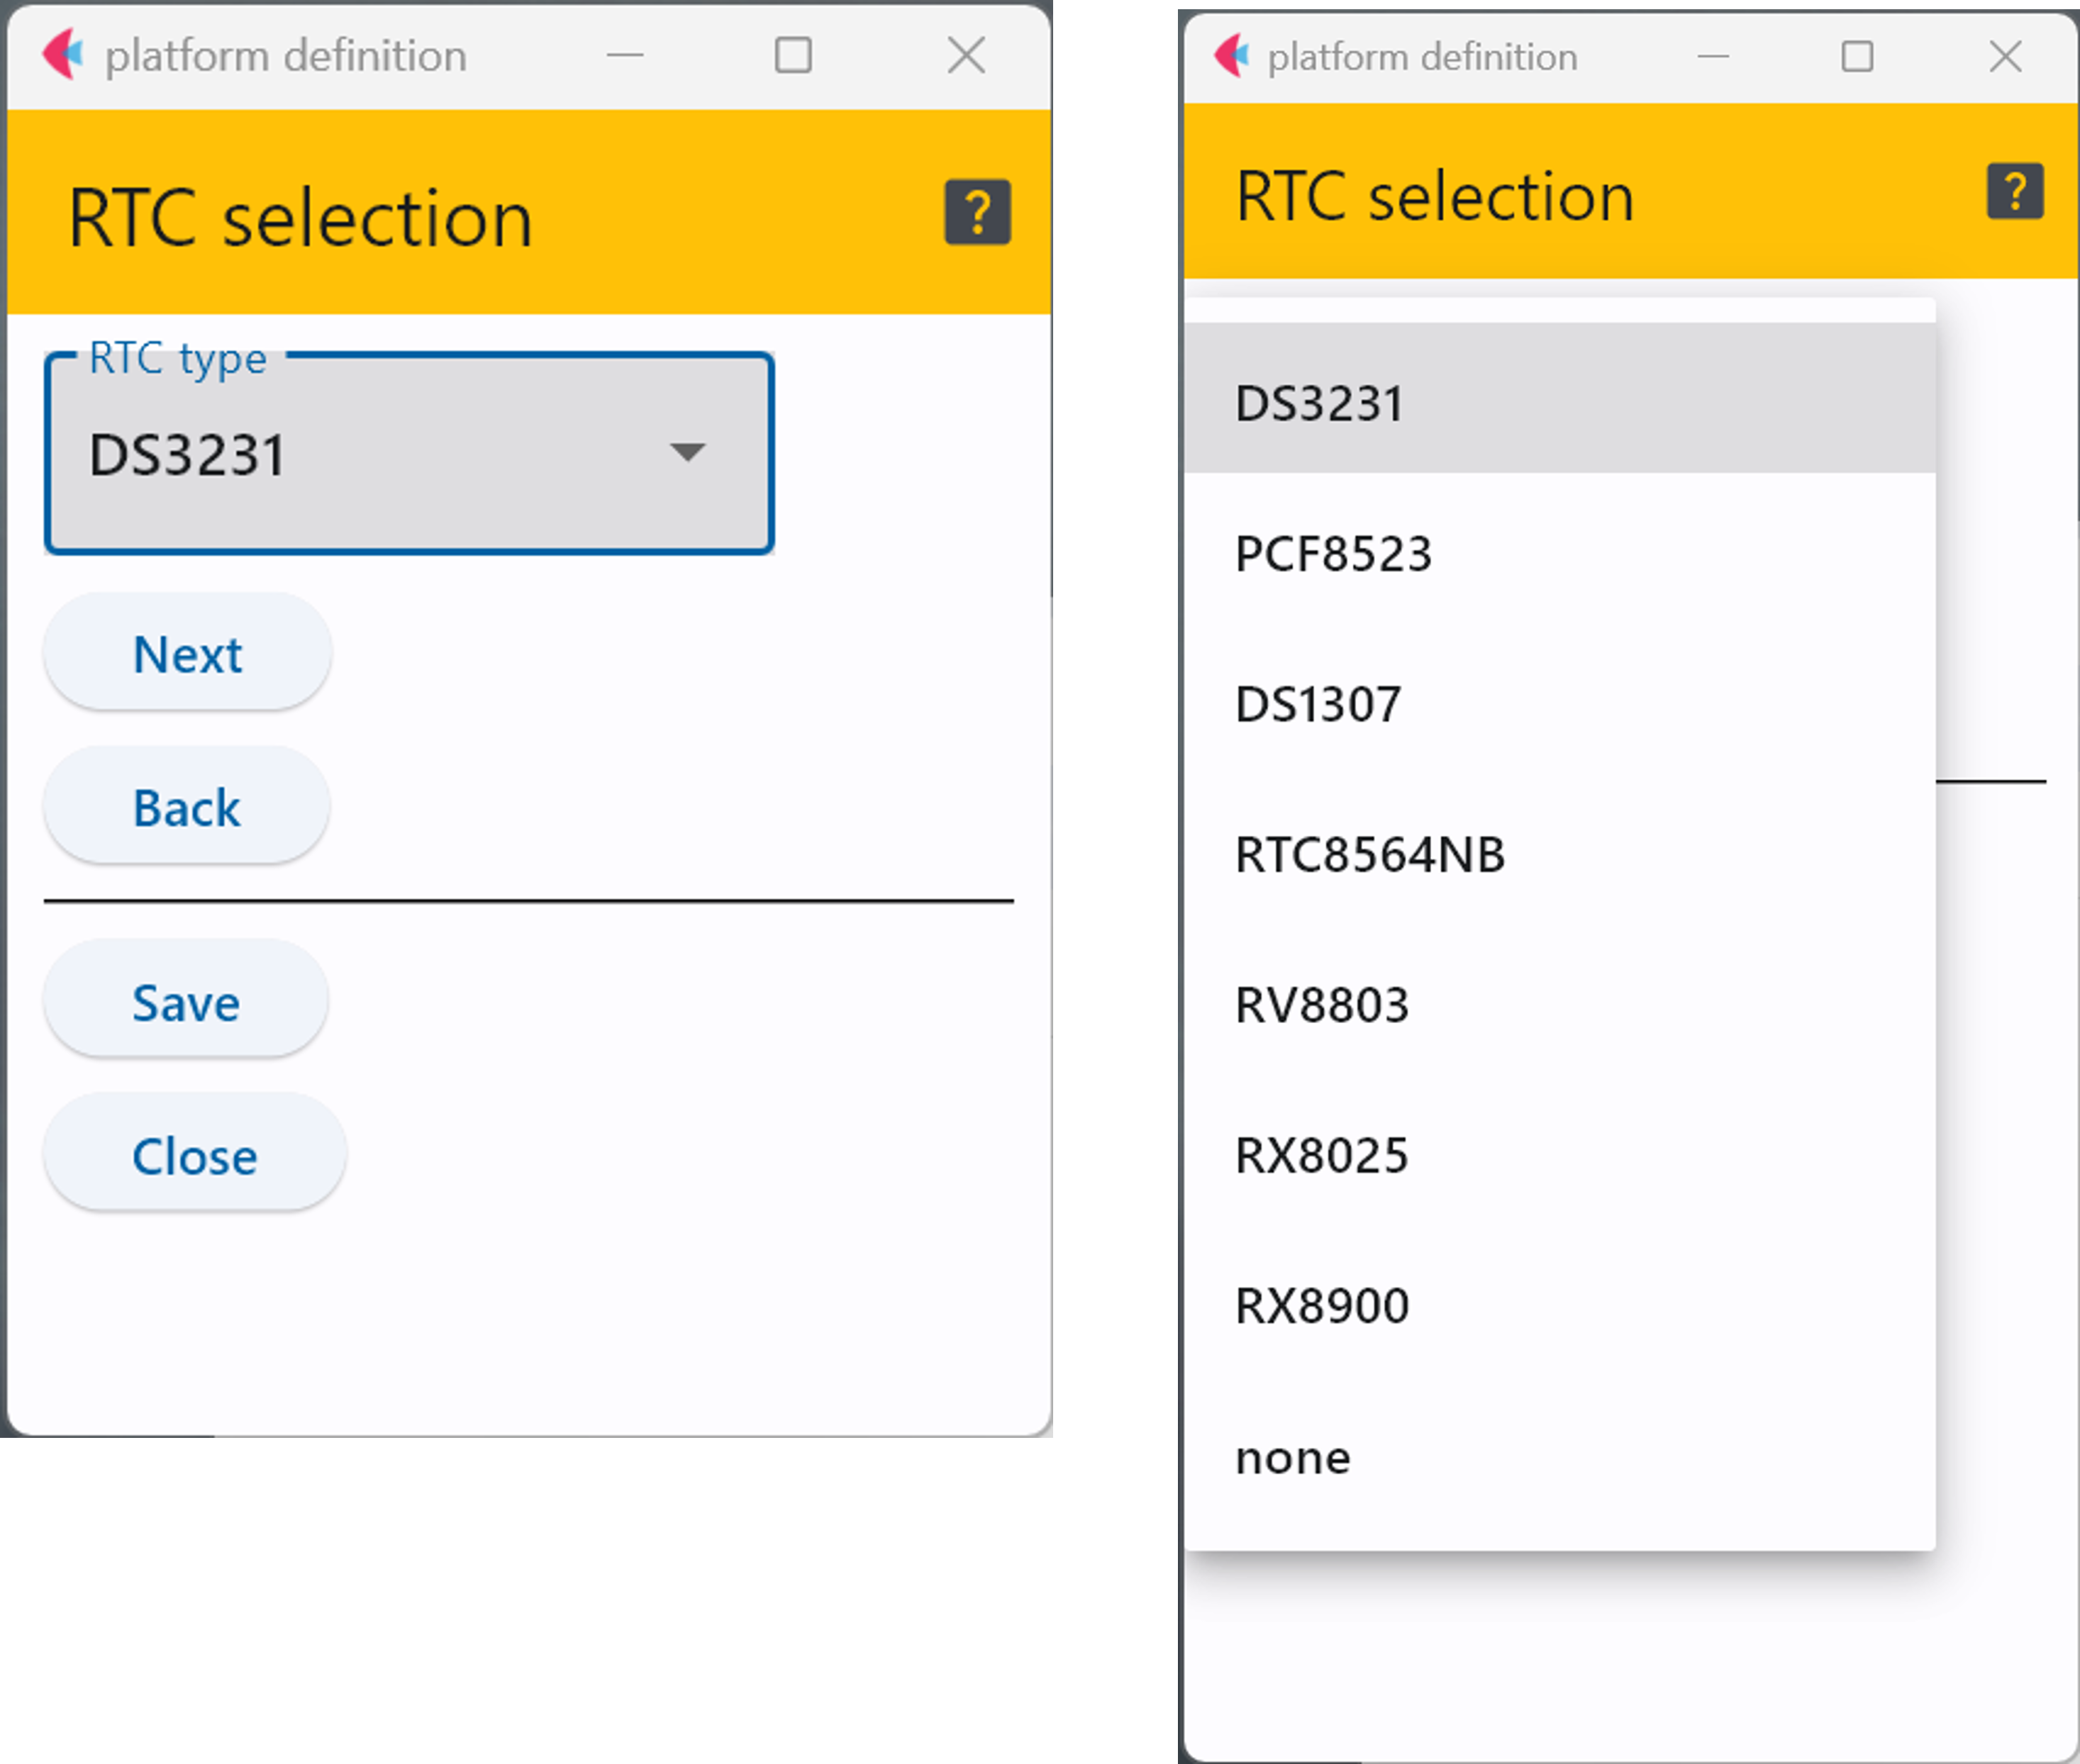 platform definition
RTC selection
?
RTC type
DS3231
Next
Back
Save
Close
platform definition
RTC selection
?
DS3231
PCF8523
DS1307
RTC8564NB
RV8803
RX8025
RX8900
none